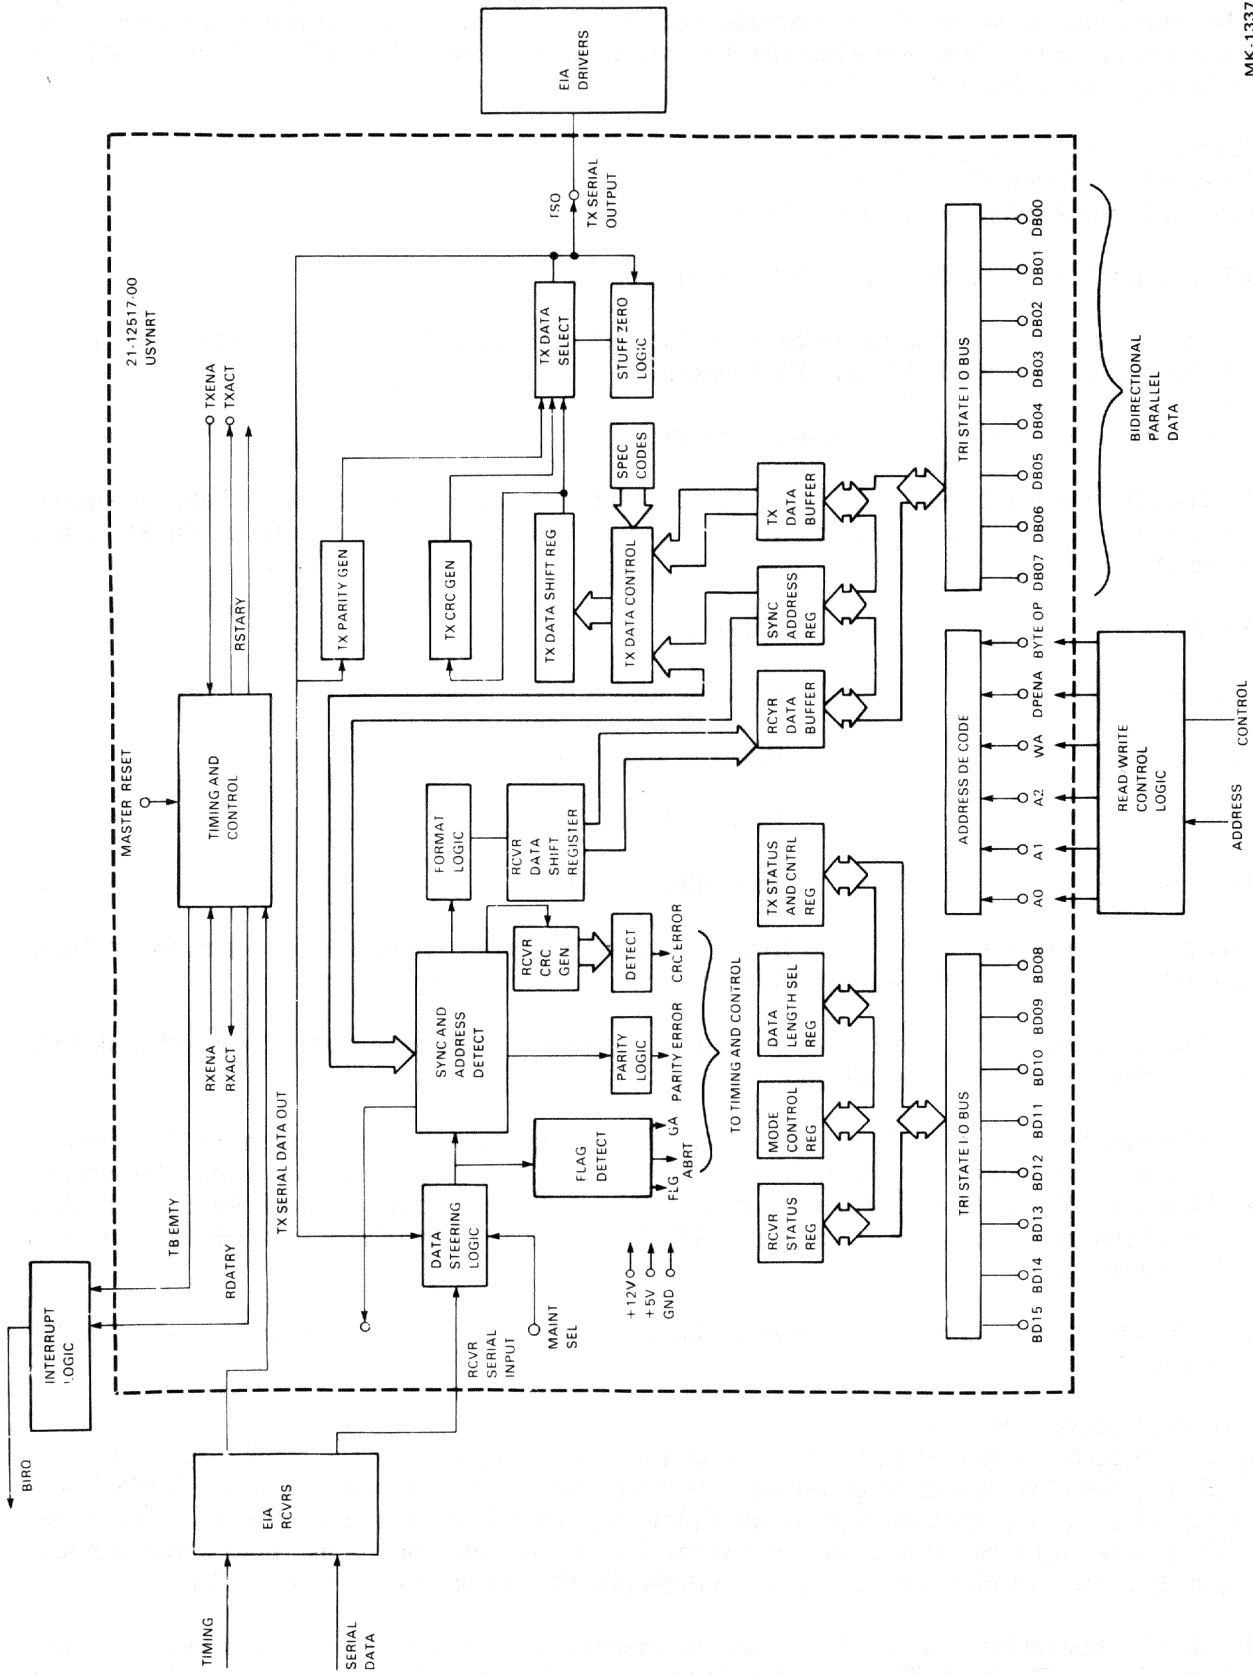 MK-1337
EIA
DRIVERS
21-12517-00
USYNRT
TSO
TX SERIAL
OUTPUT
TXENA
TXACT
RSTARY
MASTER RESET
TIMING AND
CONTROL
TX PARITY GEN
TX CRC GEN
TX DATA SHIFT REG
TX DATA CONTROL
SPEC
CODES
TX DATA
SELECT
STUFF ZERO
LOGIC
TX
DATA
BUFFER
SYNC
ADDRESS
REG
RCYR
DATA
BUFFER
FORMAT
LOGIC
RCVR
DATA
SHIFT
REGISTER
RXENA
RXACT
TB EMTY
RDATRY
TX SERIAL DATA OUT
SYNC AND
ADDRESS
DETECT
RCVR
CRC
GEN
DETECT
CRC ERROR
PARITY
LOGIC
PARITY ERROR
FLAG
DETECT
GA
ABRT
FLG
TO TIMING AND CONTROL
DATA
STEERING
LOGIC
MAINT
SEL
RCVR
SERIAL
INPUT
+12V
+5V
GND
INTERRUPT
LOGIC
BIRQ
EIA
RCVRS
TIMING
SERIAL
DATA
TX STATUS
AND CNTRL
REG
DATA
LENGTH SEL
REG
MODE
CONTROL
REG
RCVR
STATUS
REG
TRI STATE I/O BUS
BD15 BD14 BD13 BD12 BD11 BD10 BD09 BD08
ADDRESS DE CODE
A0 A1 A2 WA DPENA BYTE OP
TRI STATE I O BUS
DB07 DB06 DB05 DB04 DB03 DB02 DB01 DB00
READ-WRITE
CONTROL
LOGIC
ADDRESS
CONTROL
BIDIRECTIONAL
PARALLEL
DATA